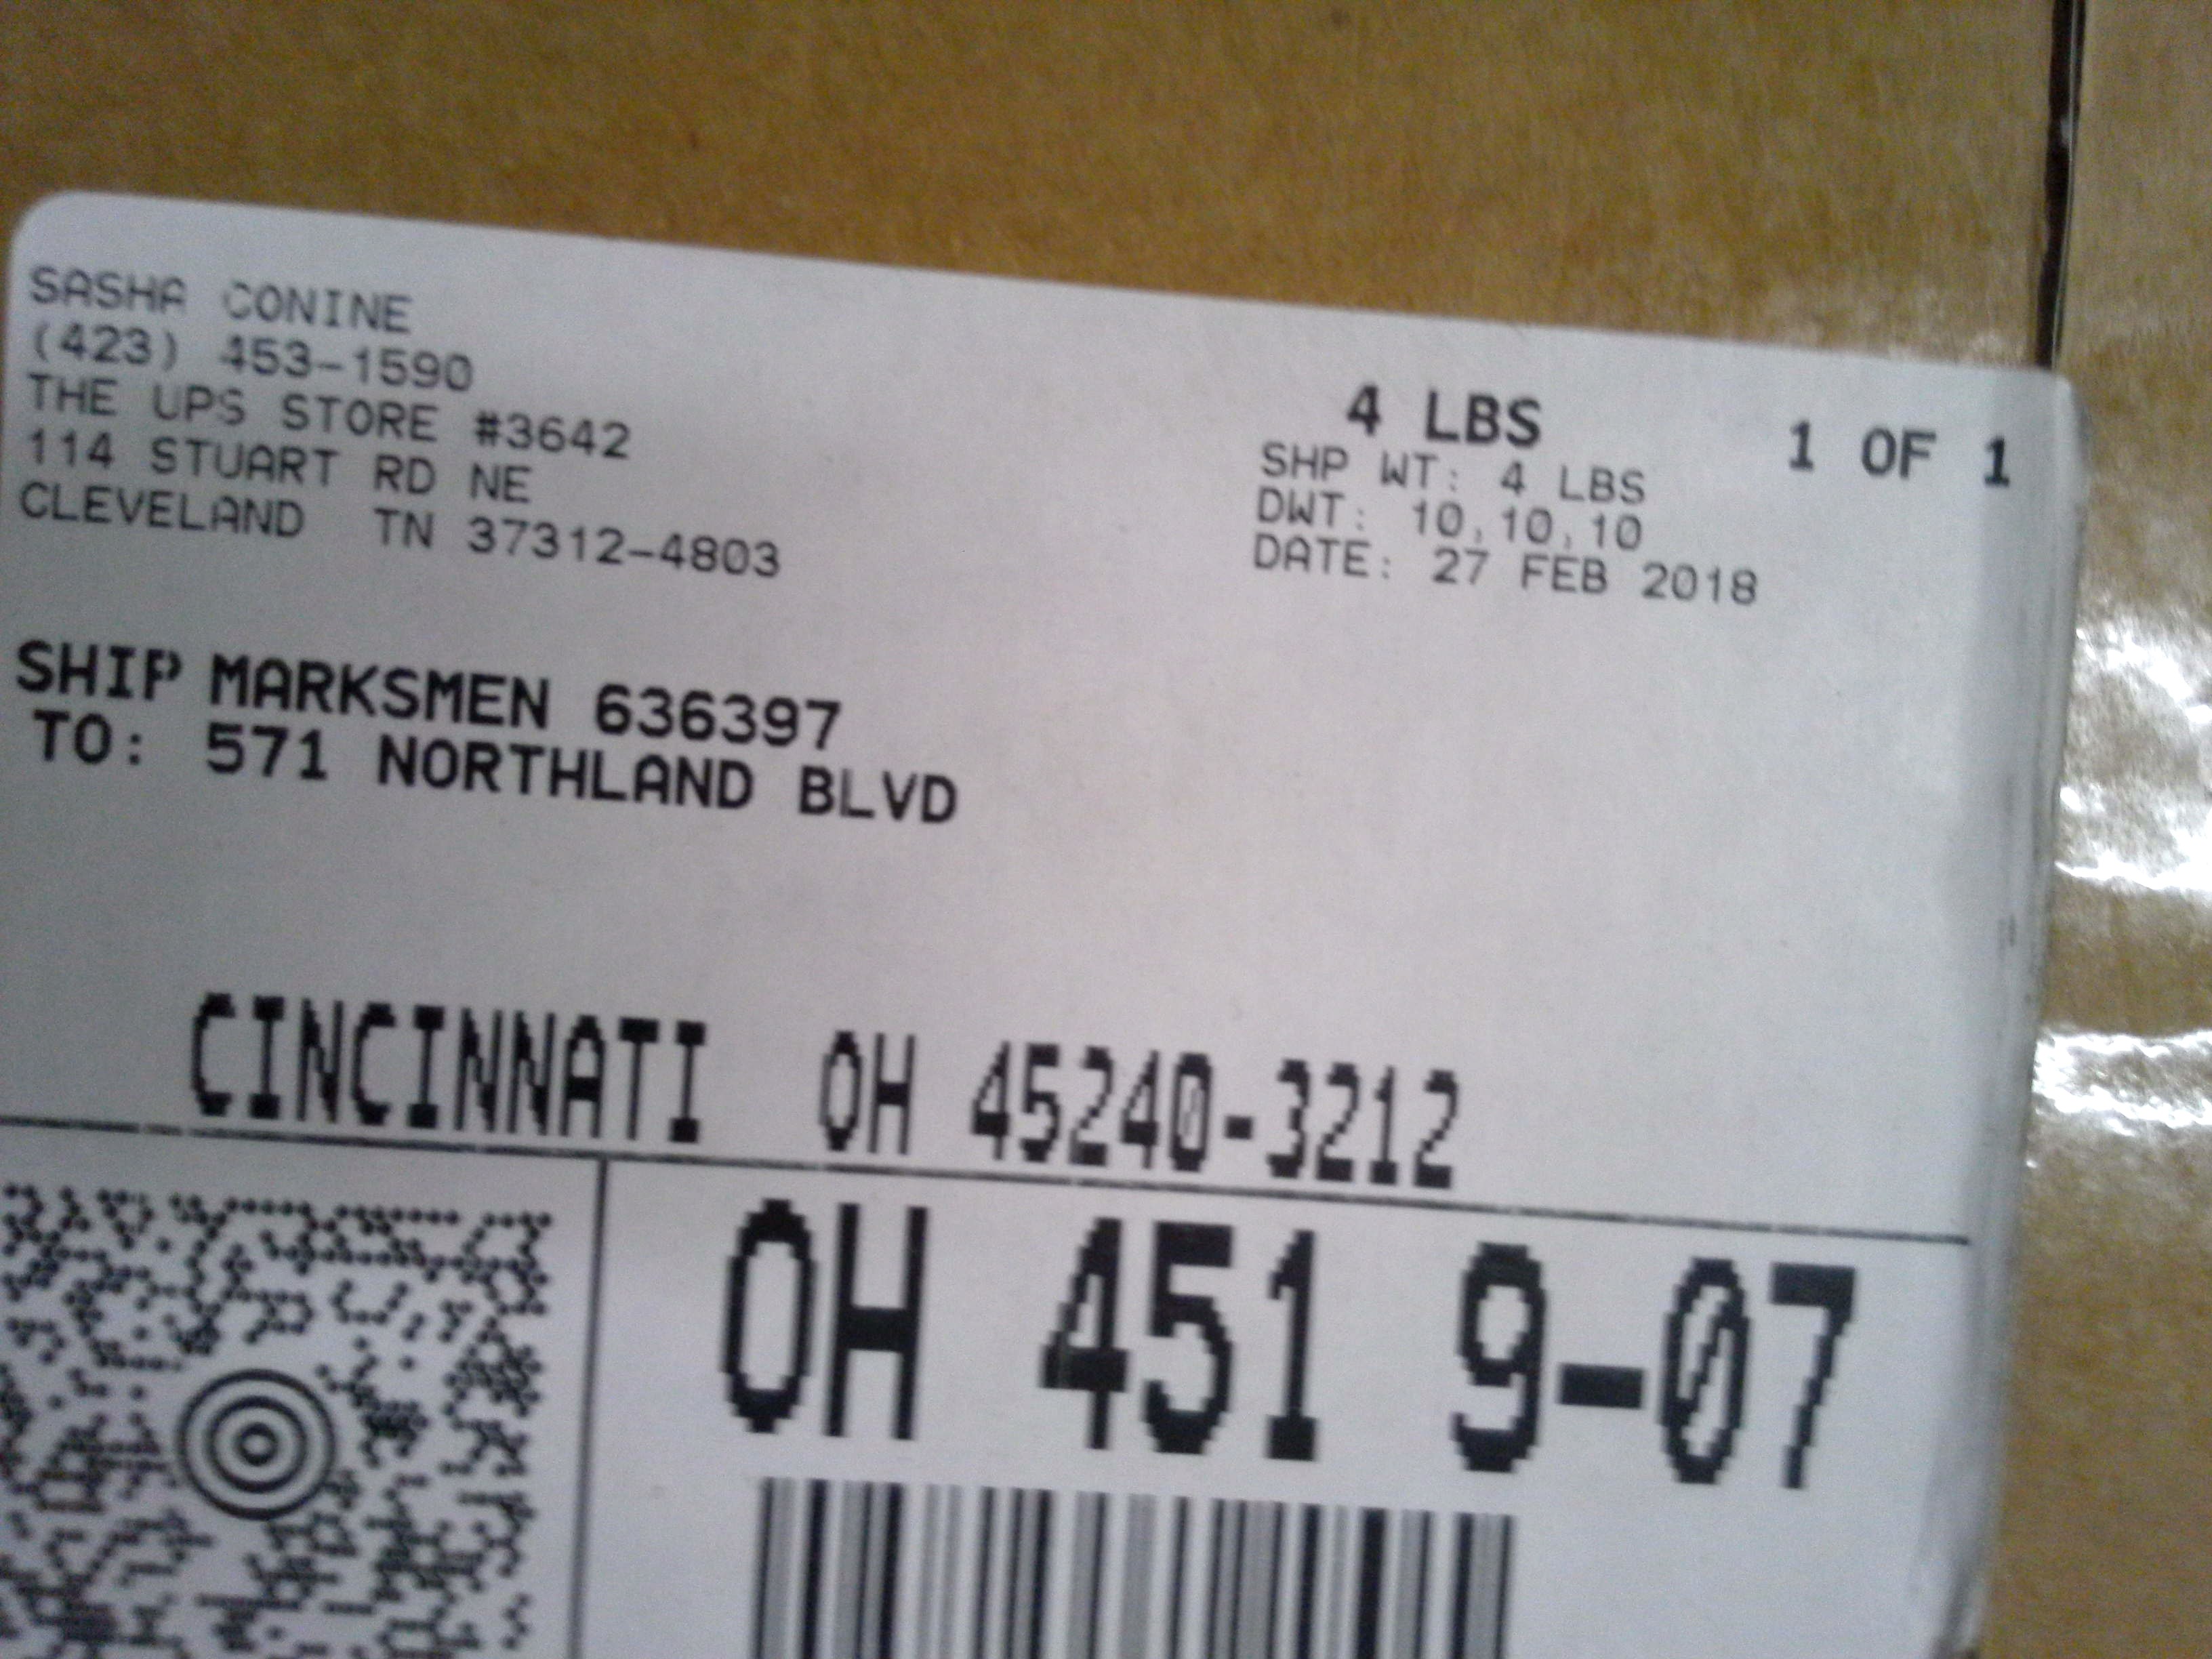 SASHA CONINE
(423) 453-1590
THE UPS STORE #3642
114 STUART RD NE
CLEVELAND TN 37312-4803
4 LBS 1 OF 1
SHP WT: 4 LBS
DWT: 10,10,10
DATE: 27 FEB 2018
SHIP MARKSMEN 636397
TO: 571 NORTHLAND BLVD
CINCINNATI OH 45240-3212
OH 451 9-07